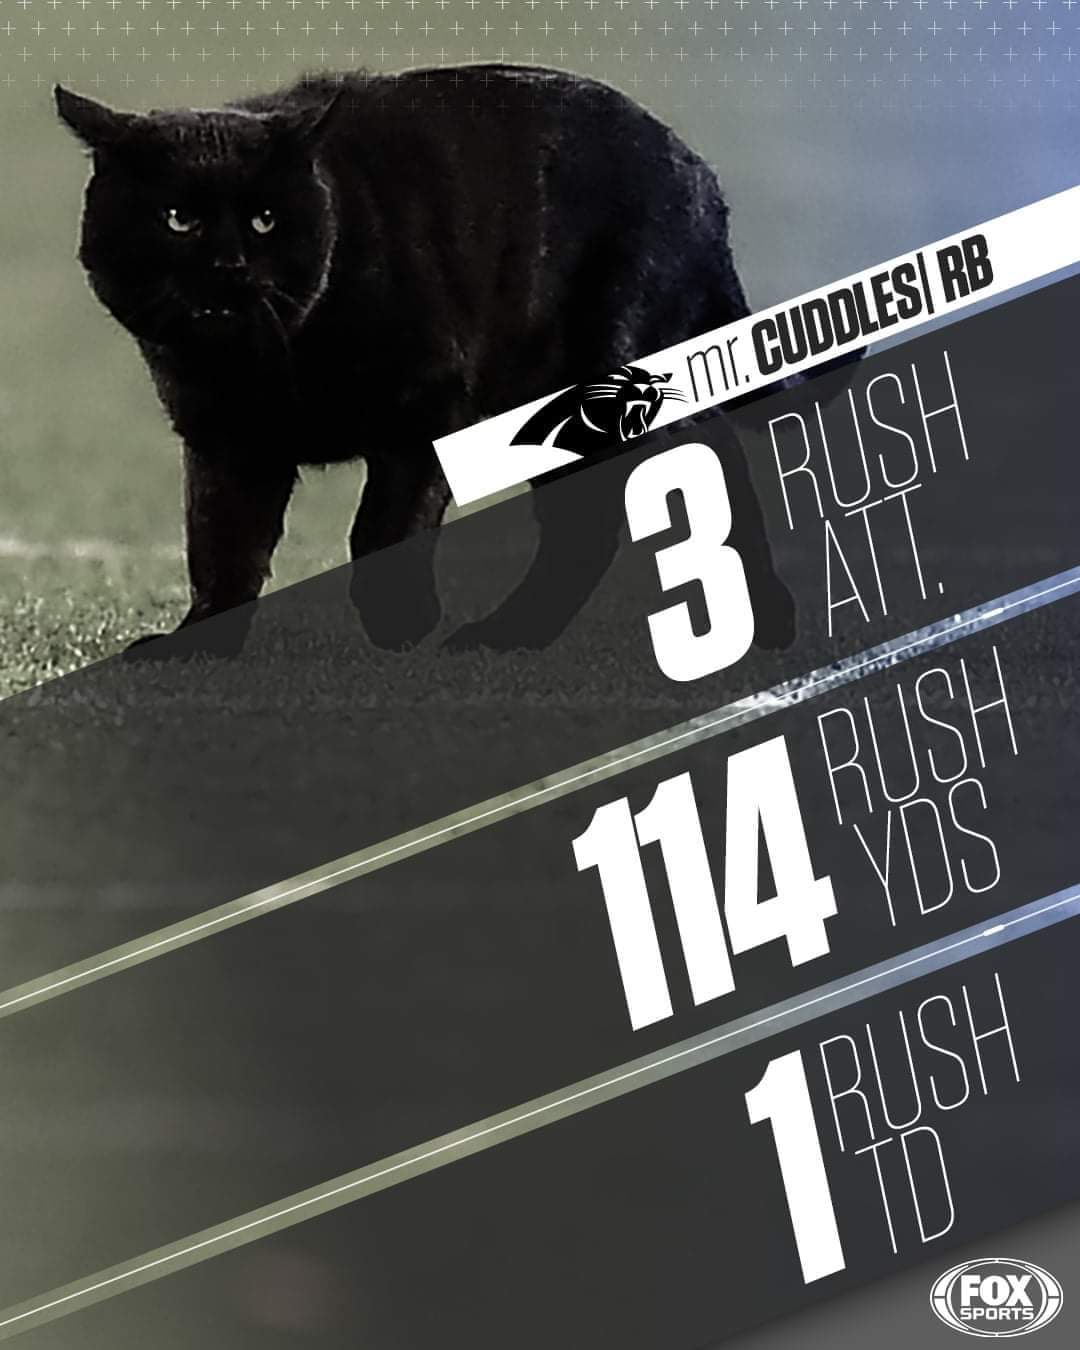 mr. CUDDLES| RB
3 RUSH
ATT.
114 RUSH
YDS
1 RUSH
TD
FOX
SPORTS